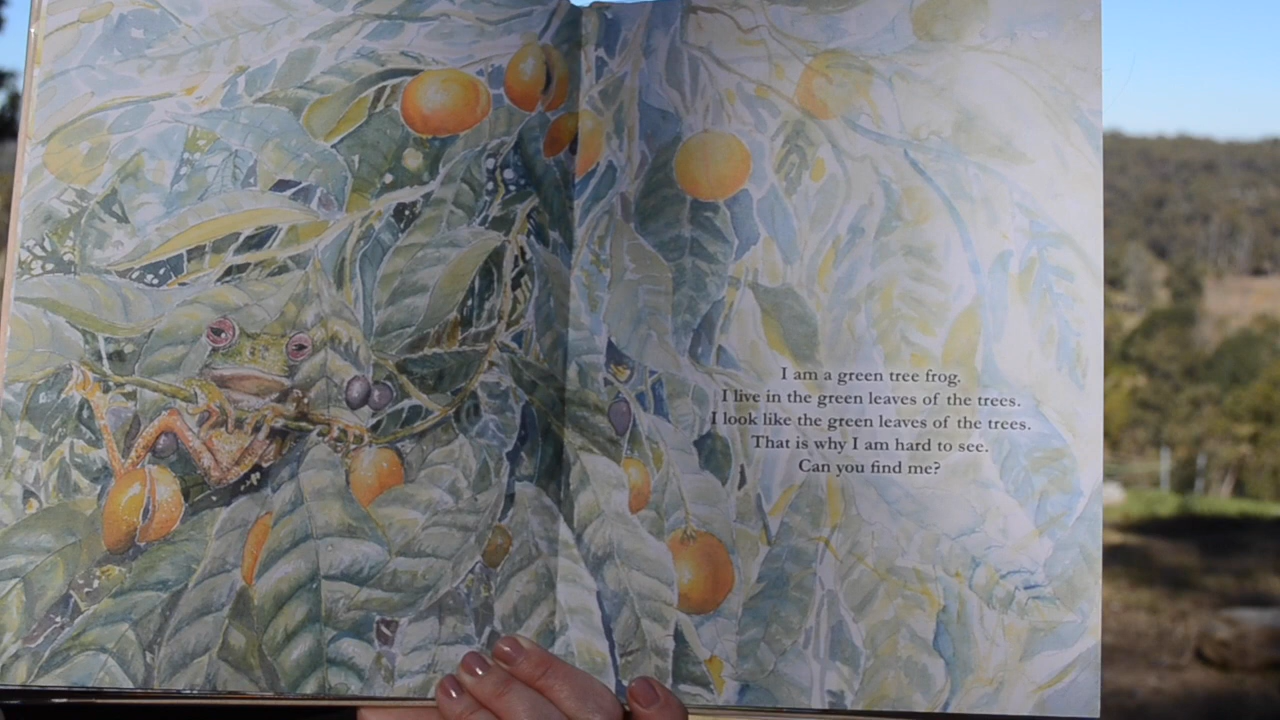 I am a green tree frog.
I live in the green leaves of the trees.
I look like the green leaves of the trees.
That is why I am hard to see.
Can you find me?